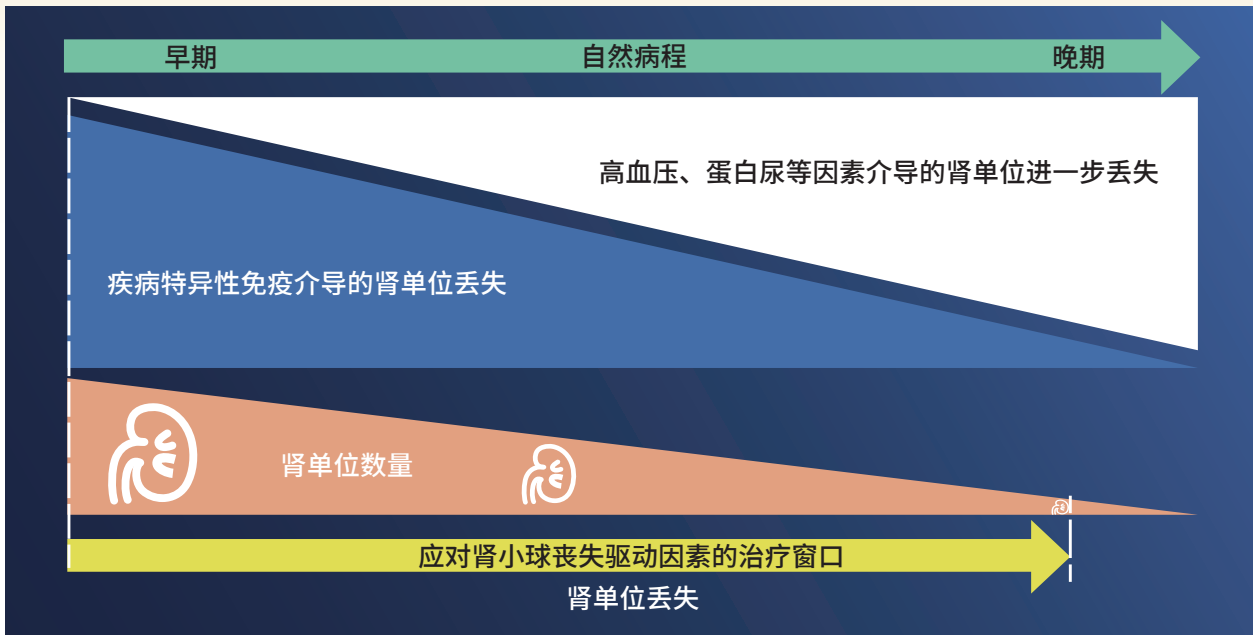 早期 自然病程 晚期
高血压、蛋白尿等因素介导的肾单位进一步丢失
疾病特异性免疫介导的肾单位丢失
肾单位数量
应对肾小球丧失驱动因素的治疗窗口
肾单位丢失